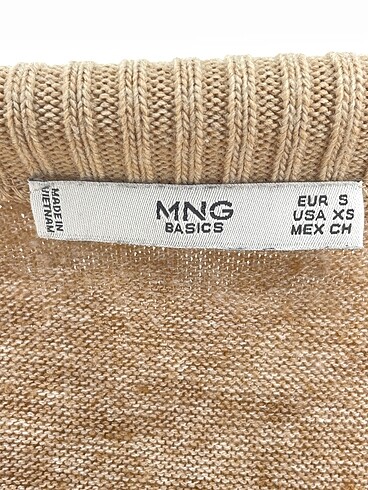 MADE IN
VIETNAM
MNG
BASICS
EUR S
USA XS
MEX CH